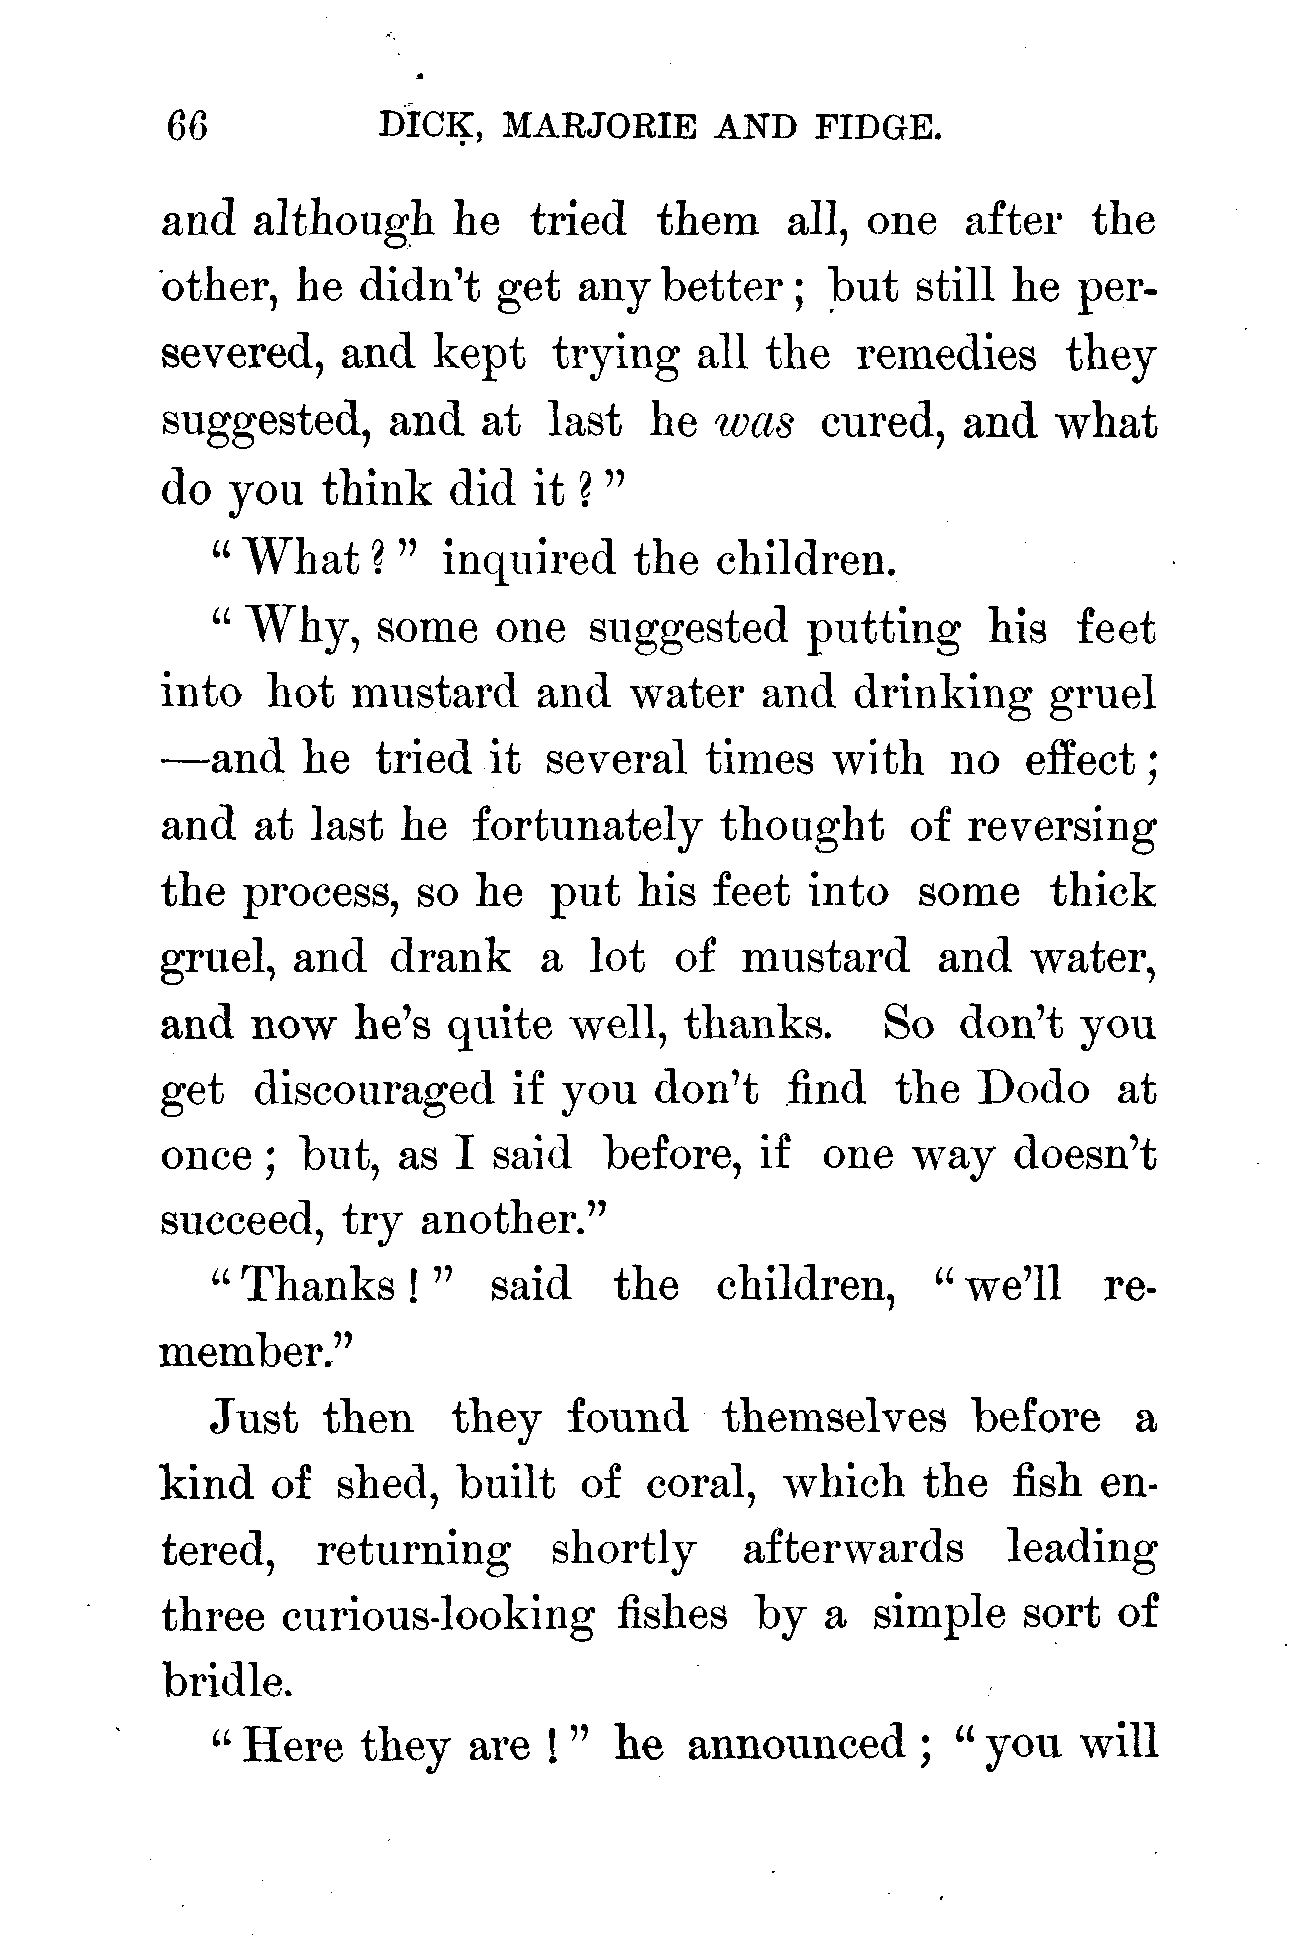 66 DICK, MARJORIE AND FIDGE.
and although he tried them all, one after the
other, he didn't get any better; but still he per-
severed, and kept trying all the remedies they
suggested, and at last he was cured, and what
do you think did it?"
"What?" inquired the children.
"Why, some one suggested putting his feet
into hot mustard and water and drinking gruel
—and he tried it several times with no effect;
and at last he fortunately thought of reversing
the process, so he put his feet into some thick
gruel, and drank a lot of mustard and water,
and now he's quite well, thanks. So don't you
get discouraged if you don't find the Dodo at
once; but, as I said before, if one way doesn't
succeed, try another."
"Thanks!" said the children, "we'll re-
member."
Just then they found themselves before a
kind of shed, built of coral, which the fish en-
tered, returning shortly afterwards leading
three curious-looking fishes by a simple sort of
bridle.
"Here they are!" he announced; "you will